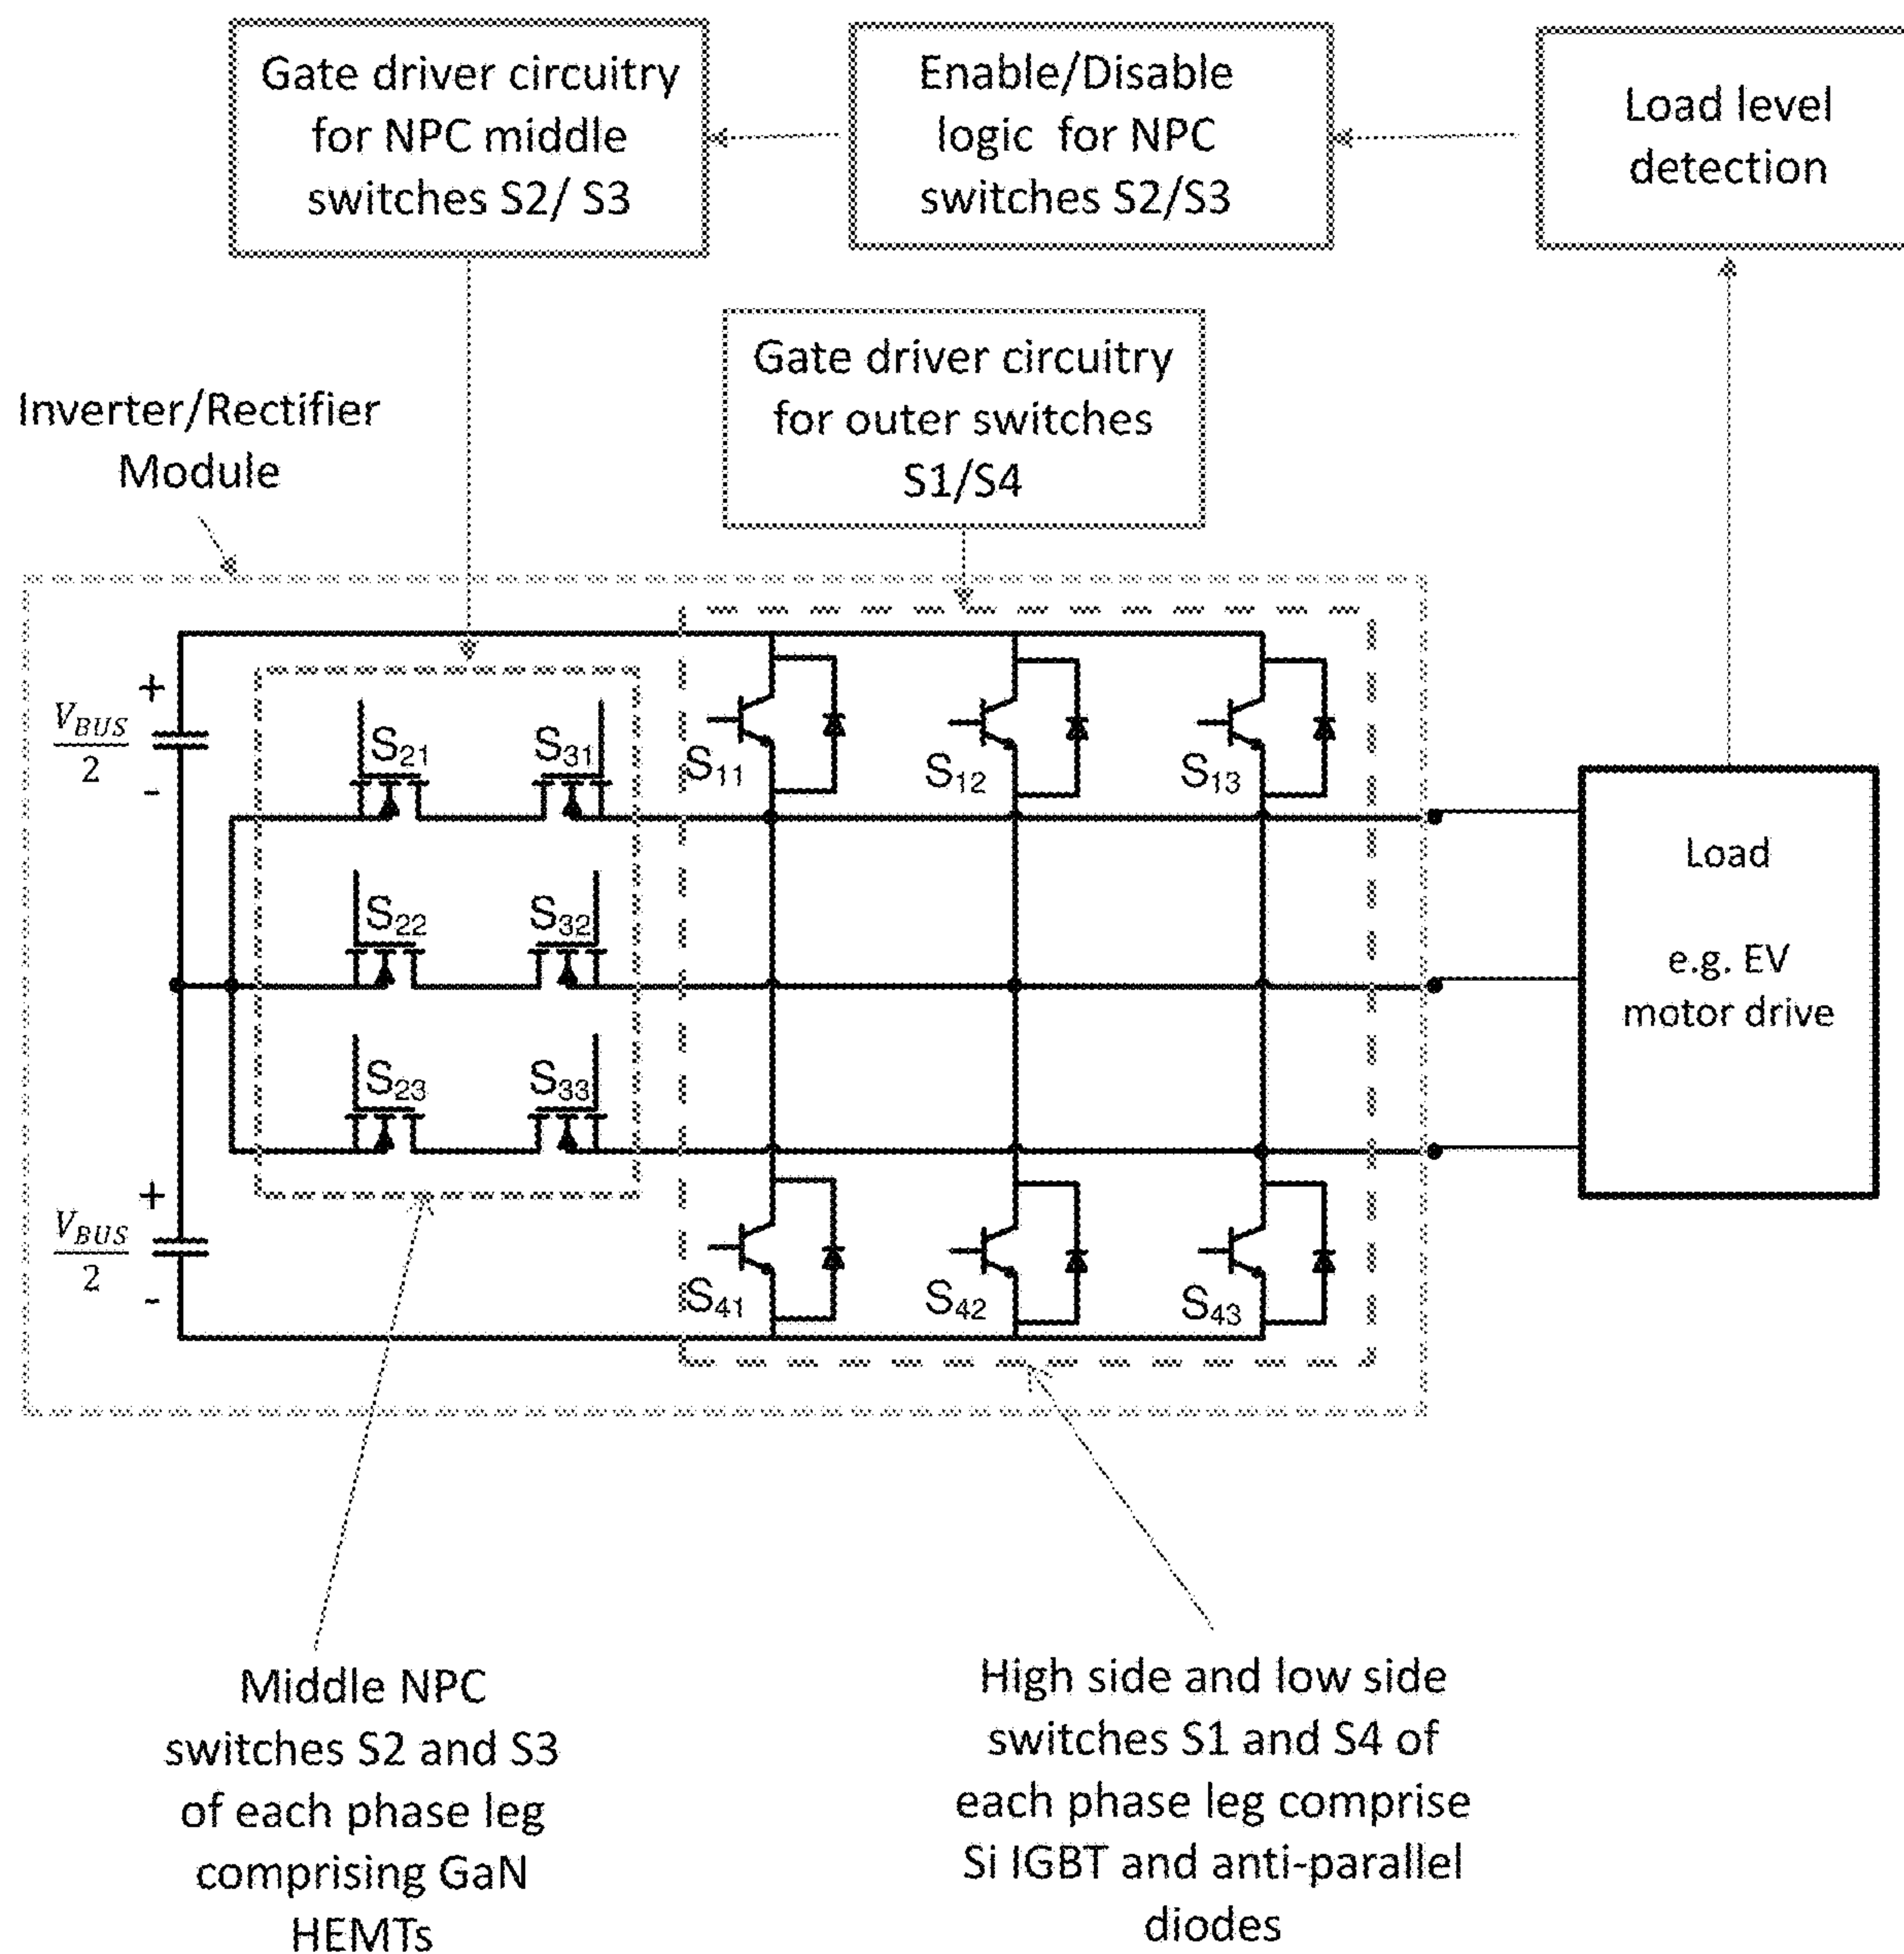 Gate driver circuitry
for NPC middle
switches S2/ S3
Enable/Disable
logic for NPC
switches S2/S3
Load level
detection
Gate driver circuitry
for outer switches
S1/S4
Inverter/Rectifier
Module
+
V_BUS
2
-
S21
S31
S11
S12
S13
S22
S32
S23
S33
Load
e.g. EV
motor drive
+
V_BUS
2
-
S41
S42
S43
Middle NPC
switches S2 and S3
of each phase leg
comprising GaN
HEMTs
High side and low side
switches S1 and S4 of
each phase leg comprise
Si IGBT and anti-parallel
diodes